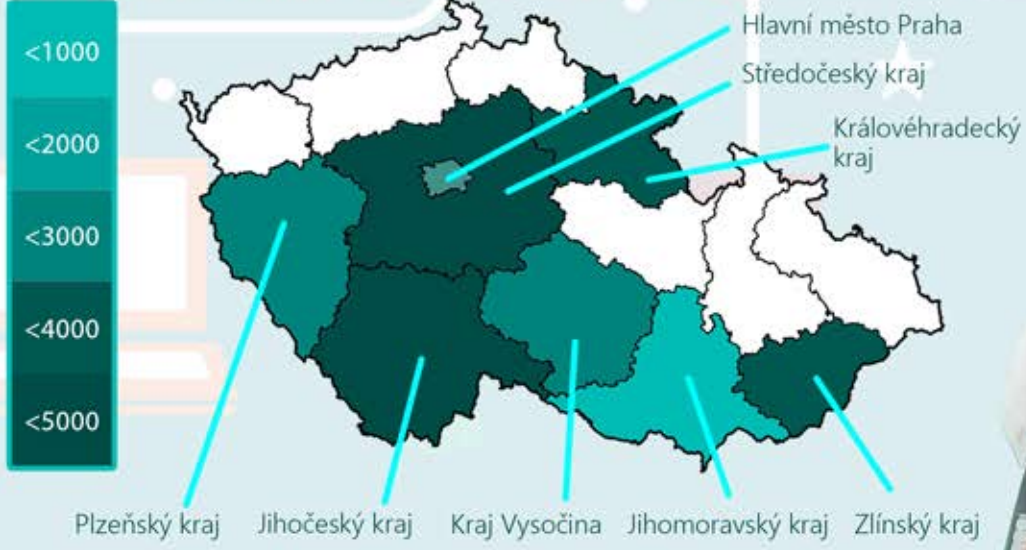 <1000
<2000
<3000
<4000
<5000
Hlavní město Praha
Středočeský kraj
Královéhradecký
kraj
Plzeňský kraj
Jihočeský kraj
Kraj Vysočina
Jihomoravský kraj
Zlínský kraj